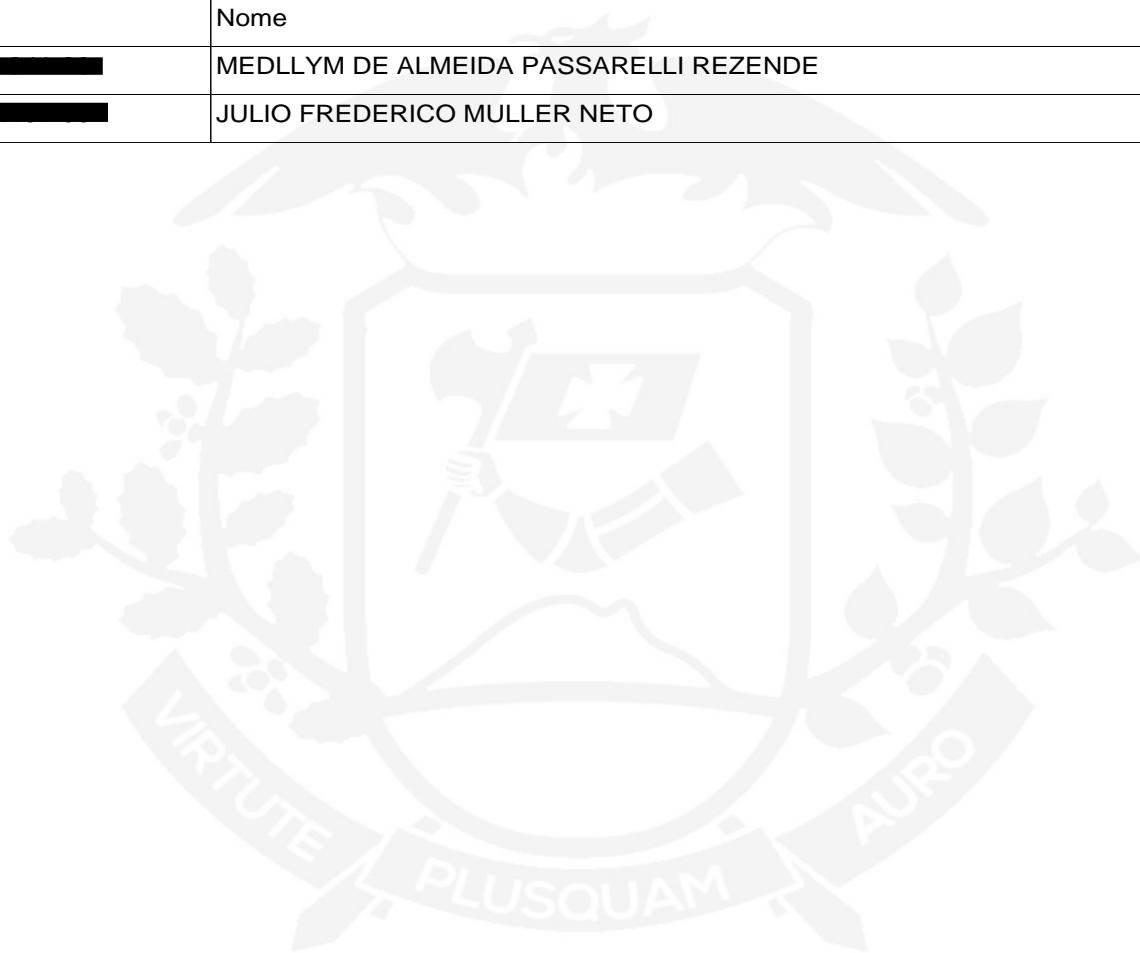 Nome
MEDLLYM DE ALMEIDA PASSARELLI REZENDE
JULIO FREDERICO MULLER NETO
VIRTUTE PLUSQUAM AURO